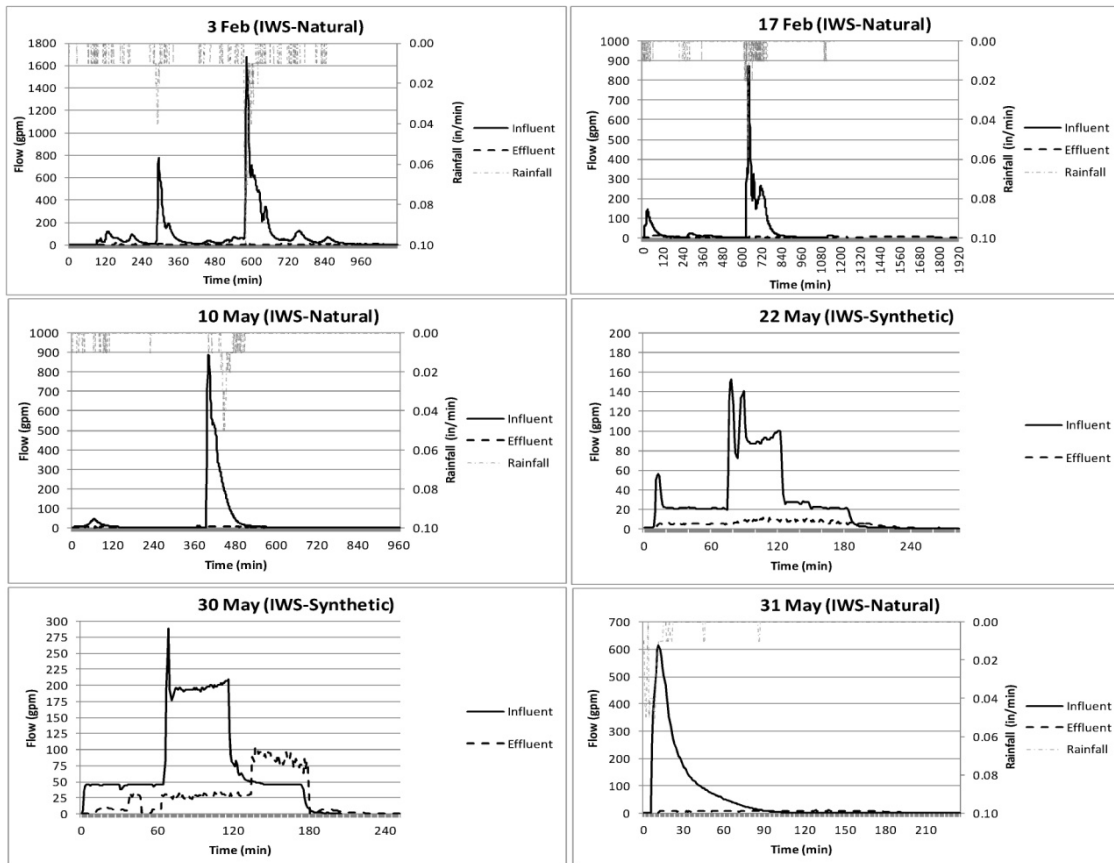 3 Feb (IWS-Natural)
1800
1600
1400
1200
1000
800
600
400
200
0
Flow (gpm)
0.00
0.02
0.04
0.06
0.08
0.10
Rainfall (in/min)
0 120 240 360 480 600 720 840 960
Time (min)
Influent
Effluent
Rainfall
17 Feb (IWS-Natural)
1000
900
800
700
600
500
400
300
200
100
0
Flow (gpm)
0.00
0.02
0.04
0.06
0.08
0.10
Rainfall (in/min)
0 120 240 360 480 600 720 840 960 1080 1200 1320 1440 1560 1680 1800 1920
Time (min)
Influent
Effluent
Rainfall
10 May (IWS-Natural)
1000
900
800
700
600
500
400
300
200
100
0
Flow (gpm)
0.00
0.02
0.04
0.06
0.08
0.10
Rainfall (in/min)
0 120 240 360 480 600 720 840 960
Time (min)
Influent
Effluent
Rainfall
22 May (IWS-Synthetic)
200
180
160
140
120
100
80
60
40
20
0
Flow (gpm)
0 60 120 180 240
Time (min)
Influent
Effluent
30 May (IWS-Synthetic)
300
275
250
225
200
175
150
125
100
75
50
25
0
Flow (gpm)
0 60 120 180 240
Time (min)
Influent
Effluent
31 May (IWS-Natural)
700
600
500
400
300
200
100
0
Flow (gpm)
0.00
0.02
0.04
0.06
0.08
0.10
Rainfall (in/min)
0 30 60 90 120 150 180 210
Time (min)
Influent
Effluent
Rainfall